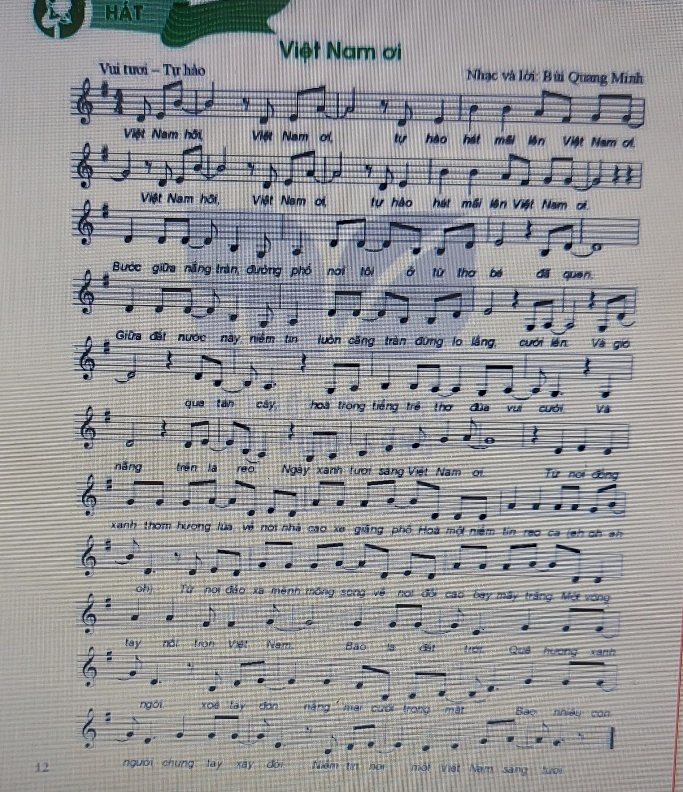 HÁT
Việt Nam ơi
Vui tươi – Tự hào
Nhạc và lời: Bùi Quang Minh
Việt Nam hỡi, Việt Nam ơi, tự hào hát mãi lên Việt Nam ơi.
Việt Nam hỡi, Việt Nam ơi, tự hào hát mãi lên Việt Nam ơi.
Bước giữa nắng tràn, đường phố nơi tôi ở từ thơ bé đã quen.
Giữa đất nước này niềm tin luôn căng tràn đừng lo lắng, cười lên. Và gió
qua tán cây, hoà trong tiếng trẻ thơ đùa vui cười. Và
nắng trên lá reo. Ngày xanh tươi sáng Việt Nam ơi. Từ nơi đồng
xanh thơm hương lúa, về nơi nhà cao xe giăng phố. Hoà một niềm tin reo ca (eh oh eh
oh). Từ nơi đảo xa mênh mông sóng về nơi đồi cao bay mây trắng. Một vòng
tay nối tròn Việt Nam. Bao la đất trời. Quê hương xanh
ngời xoè tay đón nắng mai cười trong mắt. Bao nhiêu con
người chung tay xây đời. Niềm tin nơi một Việt Nam sáng tươi.
12